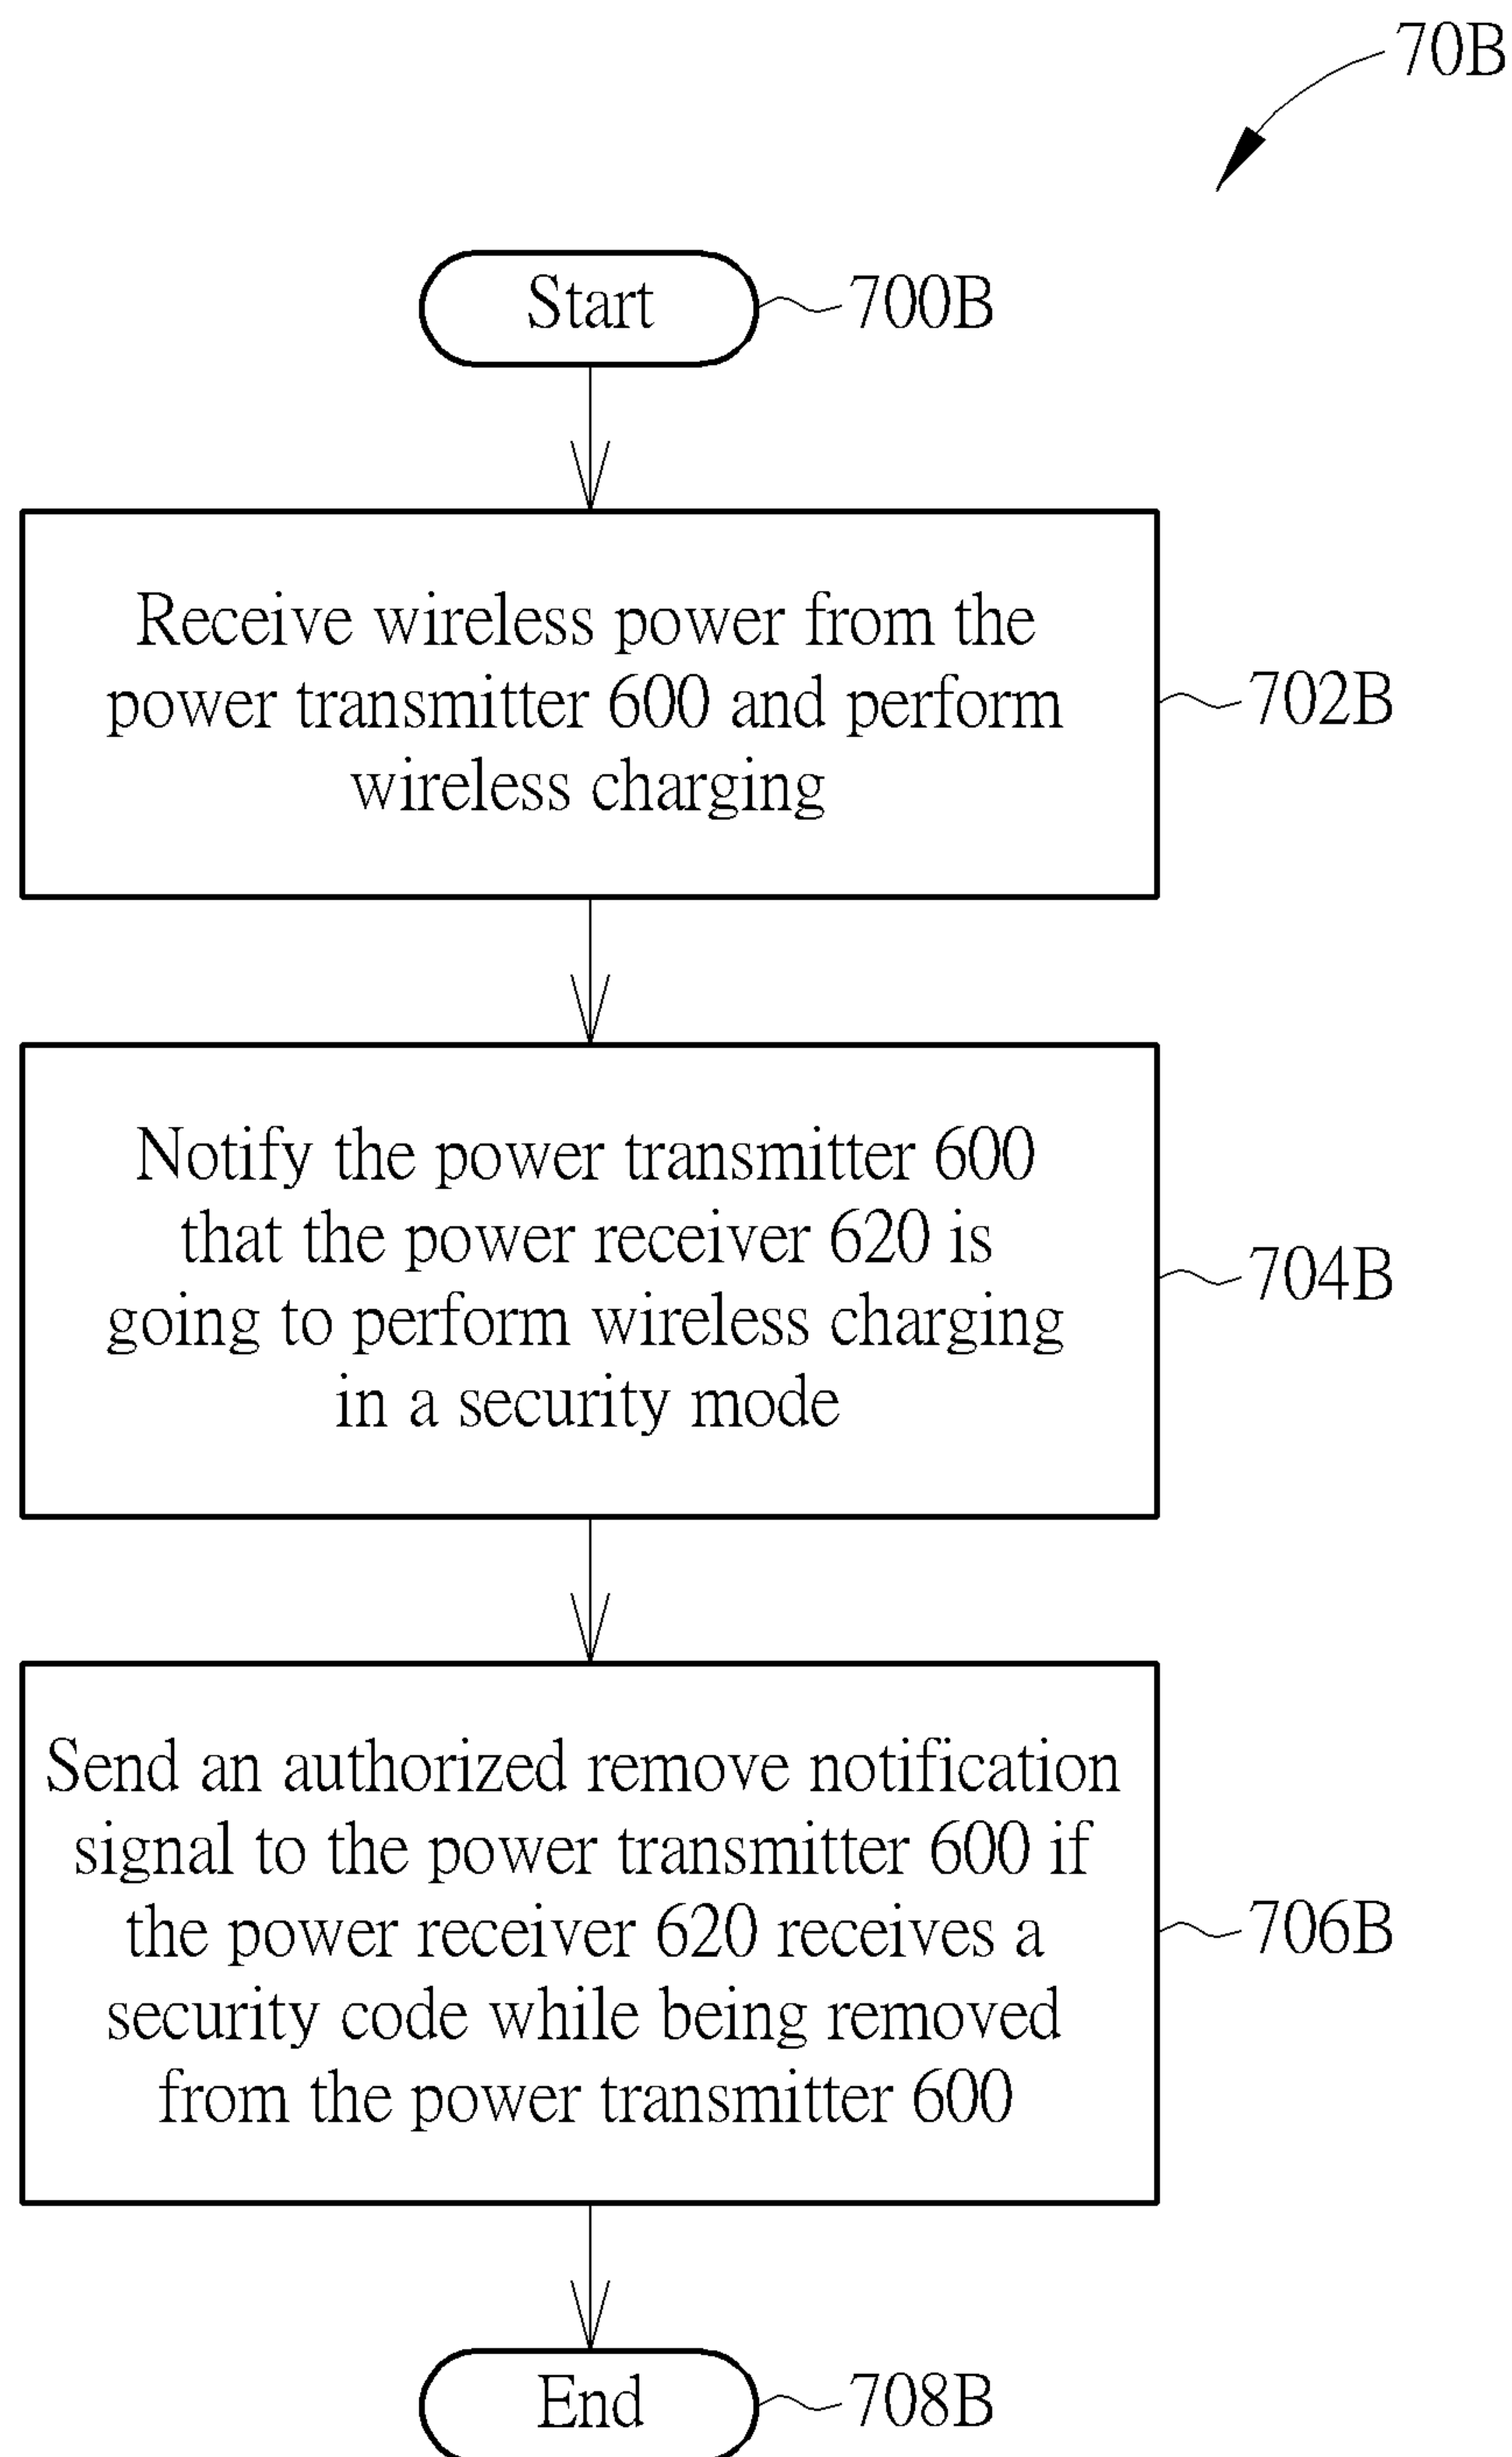 70B
Start
700B
Receive wireless power from the
power transmitter 600 and perform
wireless charging
702B
Notify the power transmitter 600
that the power receiver 620 is
going to perform wireless charging
in a security mode
704B
Send an authorized remove notification
signal to the power transmitter 600 if
the power receiver 620 receives a
security code while being removed
from the power transmitter 600
706B
End
708B